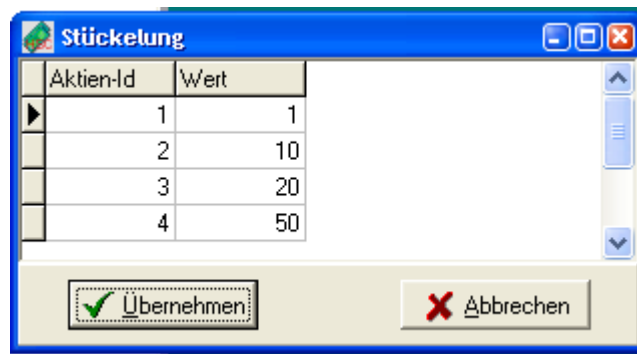 Stückelung
Aktien-Id Wert
1 1
2 10
3 20
4 50
Übernehmen Abbrechen